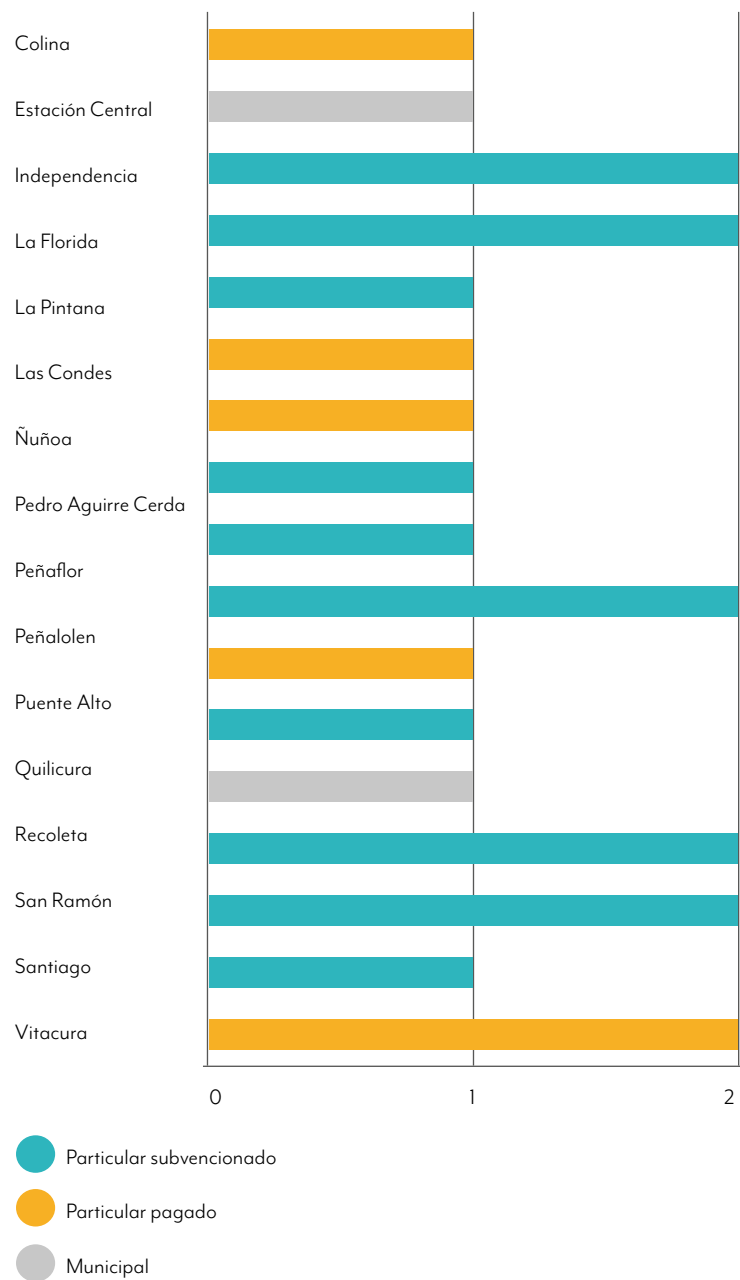 Colina
Estación Central
Independencia
La Florida
La Pintana
Las Condes
Ñuñoa
Pedro Aguirre Cerda
Peñaflor
Peñalolen
Puente Alto
Quilicura
Recoleta
San Ramón
Santiago
Vitacura
0 1 2
Particular subvencionado
Particular pagado
Municipal